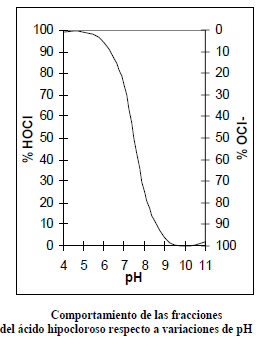 100 0
90 10
80 20
70 30
60 40
50 50
40 60
30 70
20 80
10 90
0 100
% HOCl
% OCl-
4 5 6 7 8 9 10 11
pH
Comportamiento de las fracciones
del ácido hipocloroso respecto a variaciones de pH